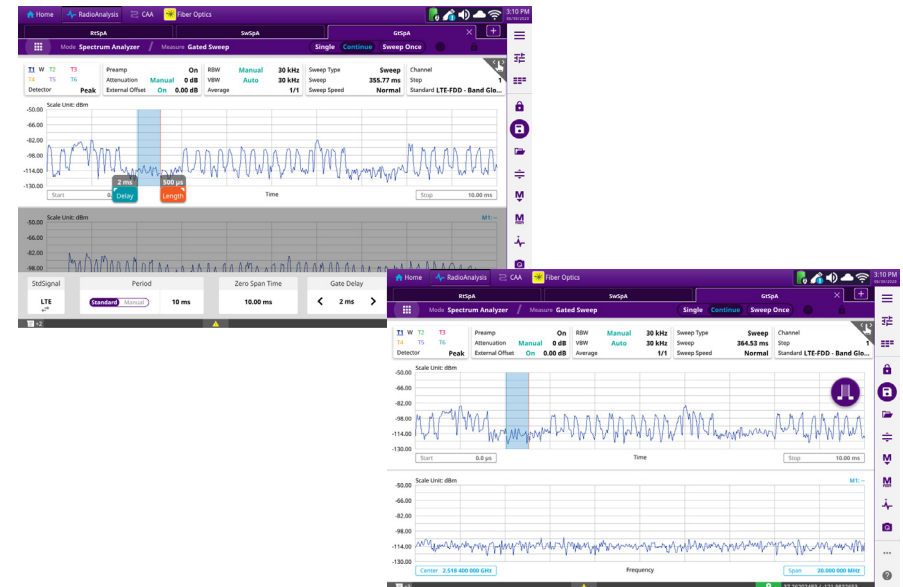 Home RadioAnalysis CAA Fiber Optics 3:10 PM
RtSpA SwSpA GtSpA
Mode Spectrum Analyzer / Measure Gated Sweep Single Continue Sweep Once
T1 W T2 T3 Preamp On RBW Manual 30 kHz Sweep Type Sweep Channel
T4 T5 T6 Attenuation Manual 0 dB VBW Auto 30 kHz Sweep 355.77 ms Step 1
Detector Peak External Offset On 0.00 dB Average 1/1 Sweep Speed Normal Standard LTE-FDD - Band Glo...
Scale Unit: dBm
-50.00
-66.00
-82.00
-98.00
-114.00
-130.00
2 ms 500 µs
Delay Length
Start 0. Time Stop 10.00 ms
Scale Unit: dBm M1: --
-50.00
-66.00
-82.00
-98.00
StdSignal Period Zero Span Time Gate Delay
LTE Standard Manual 10 ms 10.00 ms 2 ms
Home RadioAnalysis CAA Fiber Optics 3:10 PM
RtSpA SwSpA GtSpA
Mode Spectrum Analyzer / Measure Gated Sweep Single Continue Sweep Once
T1 W T2 T3 Preamp On RBW Manual 30 kHz Sweep Type Sweep Channel
T4 T5 T6 Attenuation Manual 0 dB VBW Auto 30 kHz Sweep 364.53 ms Step 1
Detector Peak External Offset On 0.00 dB Average 1/1 Sweep Speed Normal Standard LTE-FDD - Band Glo...
Scale Unit: dBm
-50.00
-66.00
-82.00
-98.00
-114.00
-130.00
Start 0.0 µs Time Stop 10.00 ms
Scale Unit: dBm M1: --
-50.00
-66.00
-82.00
-98.00
-114.00
-130.00
Center 2.518 400 000 GHz Frequency Span 20.000 000 MHz